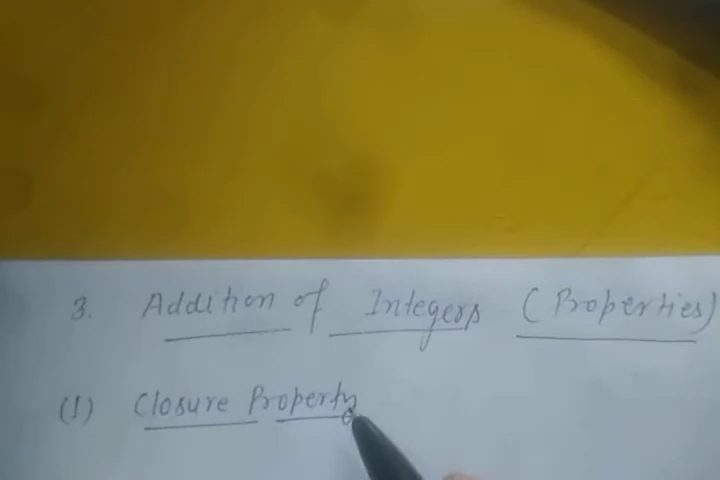 3. Addition of Integers (Properties)
(1) Closure Property